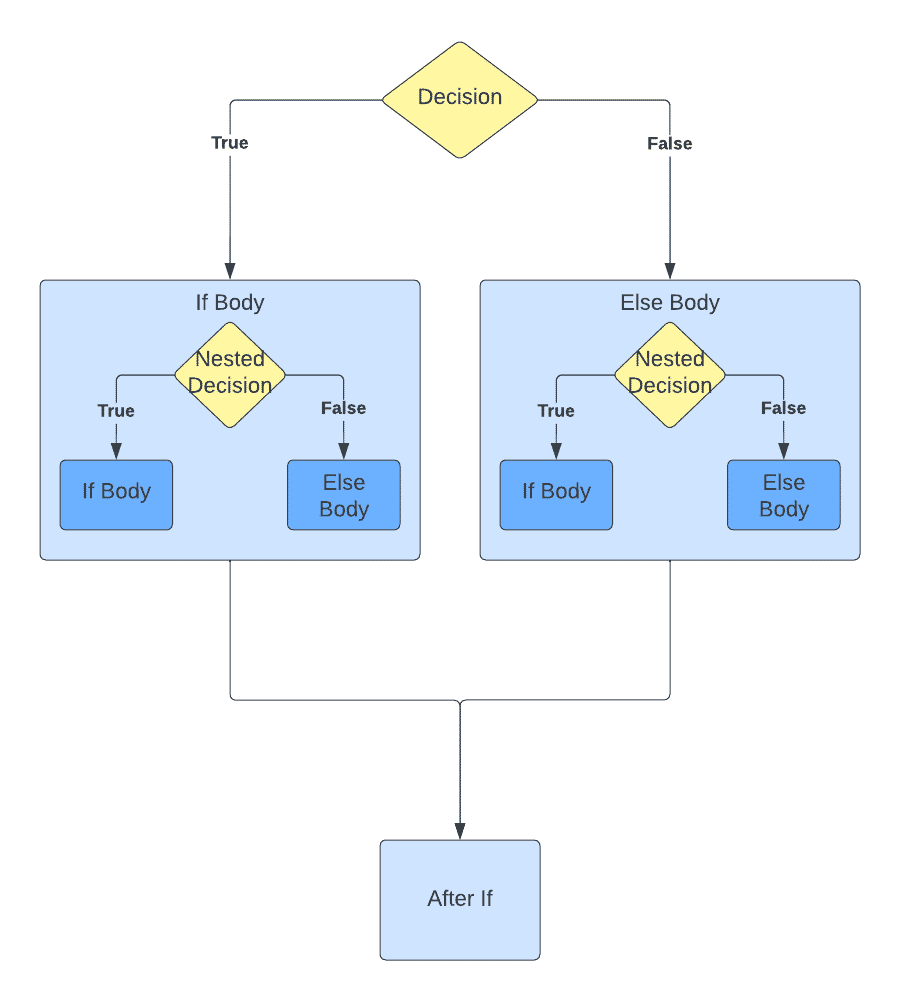 Decision
True
False
If Body
Nested
Decision
True
False
If Body
Else
Body
Else Body
Nested
Decision
True
False
If Body
Else
Body
After If